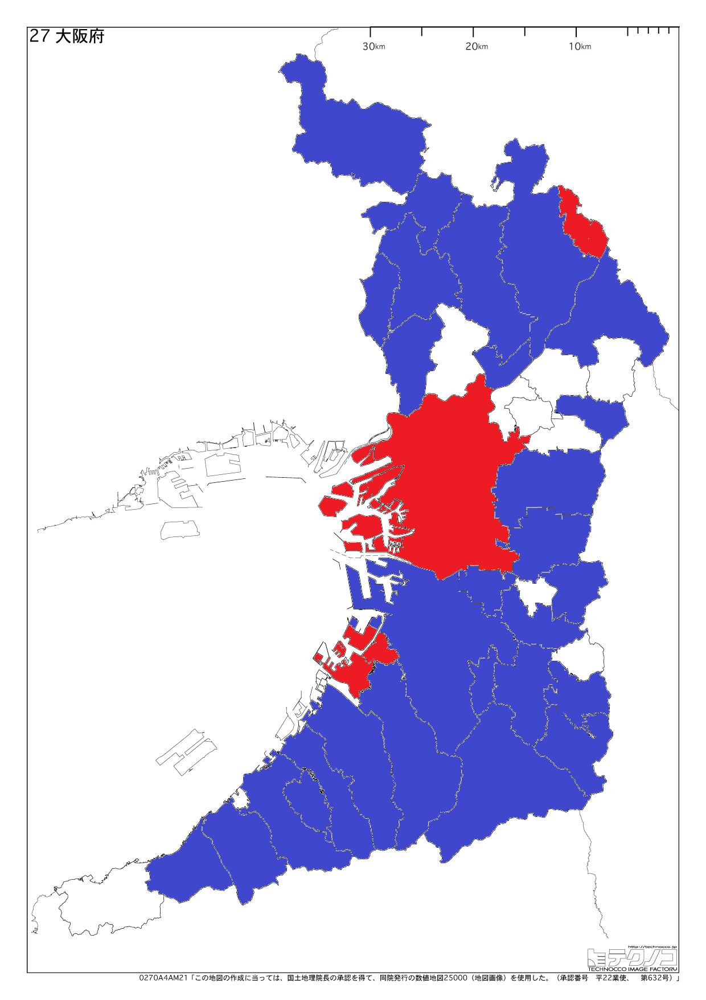 27 大阪府
30km 20km 10km
http://technocco.jp
テクノコ
TECHNOCCO IMAGE FACTORY
0270A4AM21「この地図の作成に当っては、国土地理院長の承認を得て、同院発行の数値地図25000（地図画像）を使用した。（承認番号　平22業使、　第632号）」